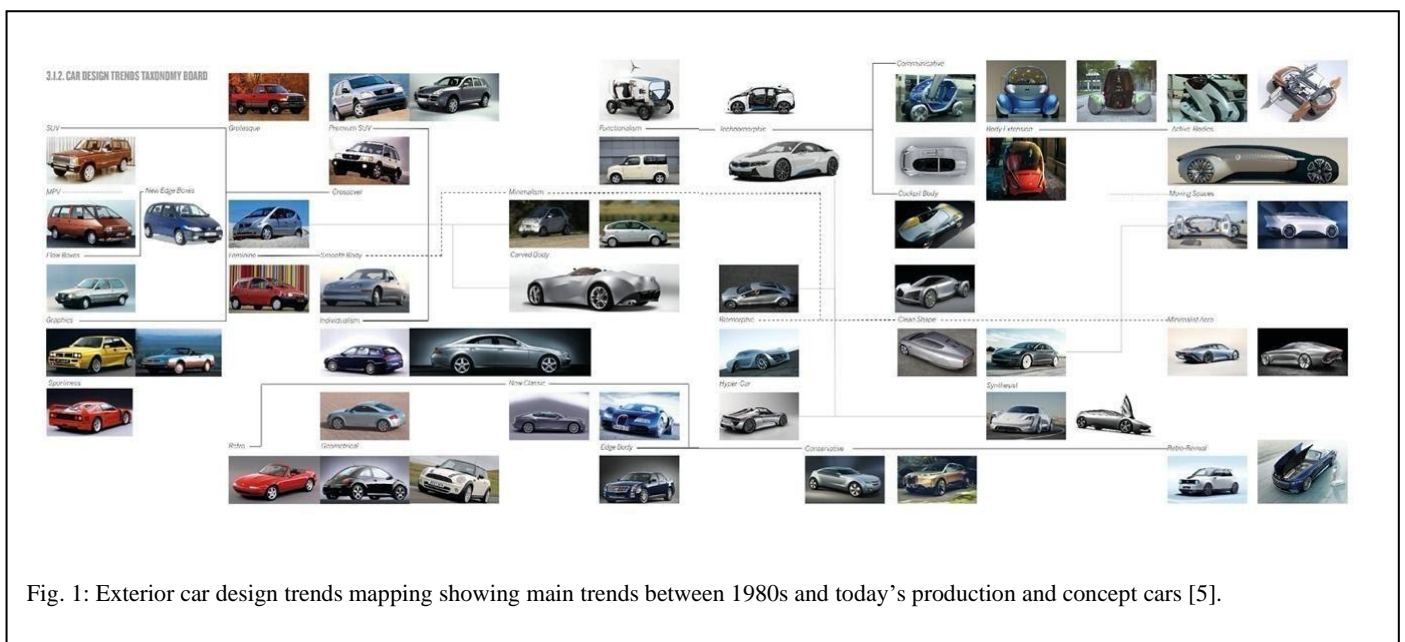 3.1.2. CAR DESIGN TRENDS TAXONOMY BOARD
Communicative
SUV
Grotesque
Premium SUV
Functionalism
Technomorphic
Body Extension
Active Bodies
MPV
New Edge Boxes
Crossover
Minimalism
Cockpit Body
Moving Spaces
Flow Boxes
Feminine
Smooth Body
Carved Body
Graphics
Individualism
Biomorphic
Clean Shape
Minimalist Aero
Sportiness
New Classic
Hyper-Car
Synthesist
Retro
Geometrical
Edge Body
Conservative
Retro-Revival
Fig. 1: Exterior car design trends mapping showing main trends between 1980s and today's production and concept cars [5].